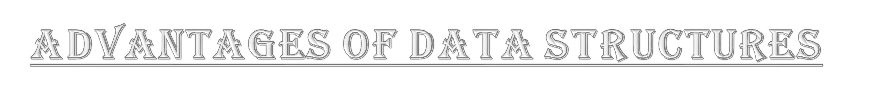 ADVANTAGES OF DATA STRUCTURES